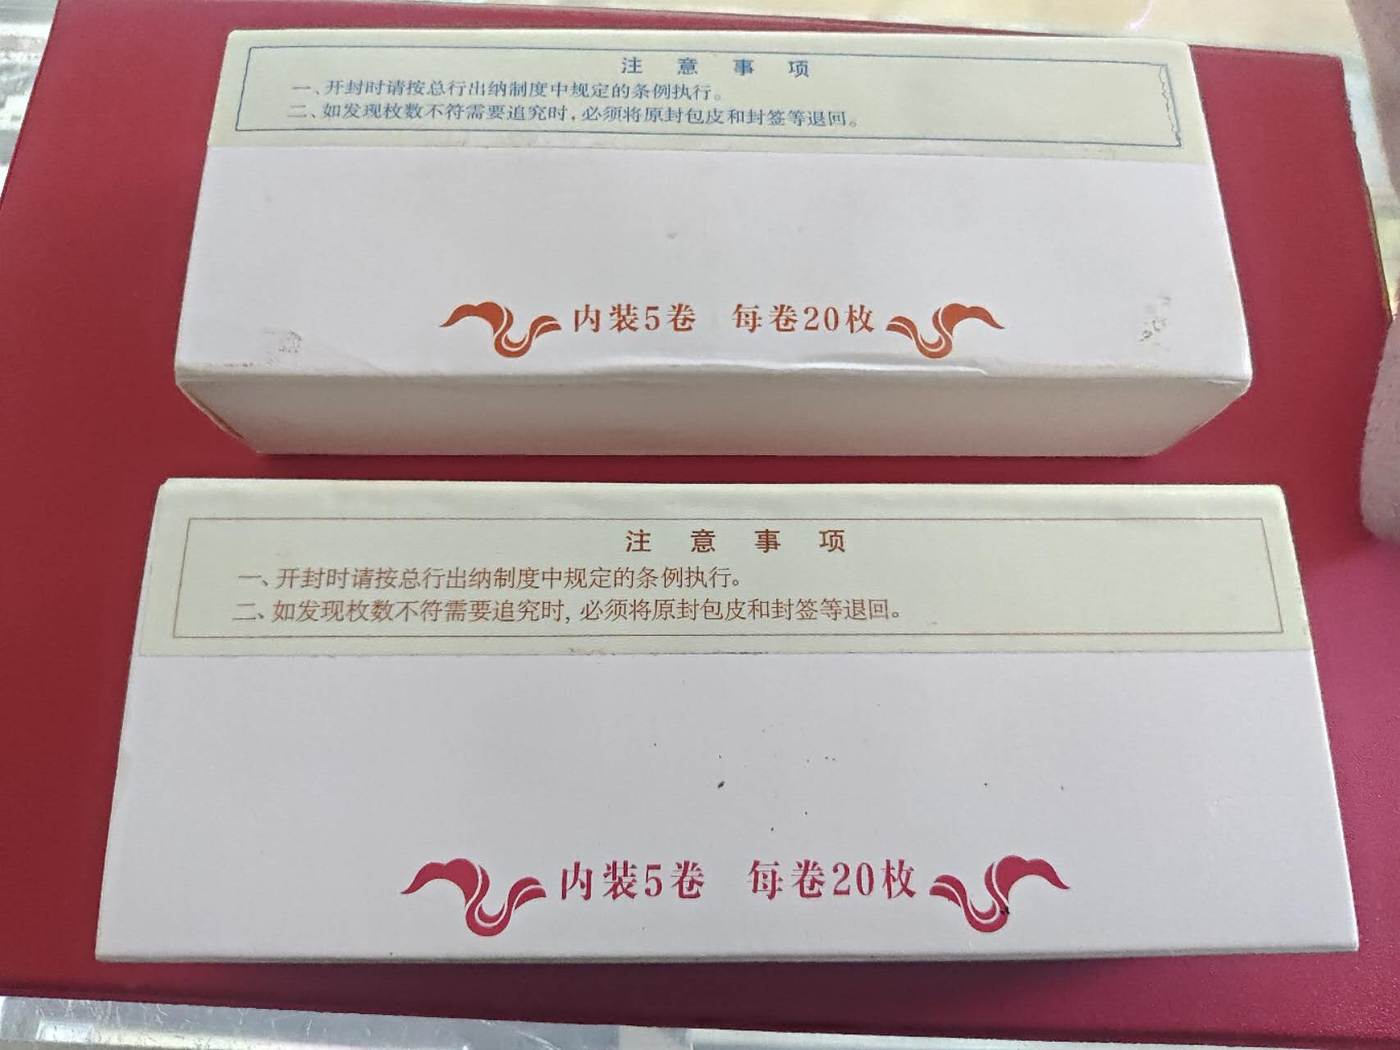 注意事项
一、开封时请按总行出纳制度中规定的条例执行。
二、如发现枚数不符需要追究时，必须将原封包皮和封签等退回。
内装5卷 每卷20枚
注意事项
一、开封时请按总行出纳制度中规定的条例执行。
二、如发现枚数不符需要追究时，必须将原封包皮和封签等退回。
内装5卷 每卷20枚